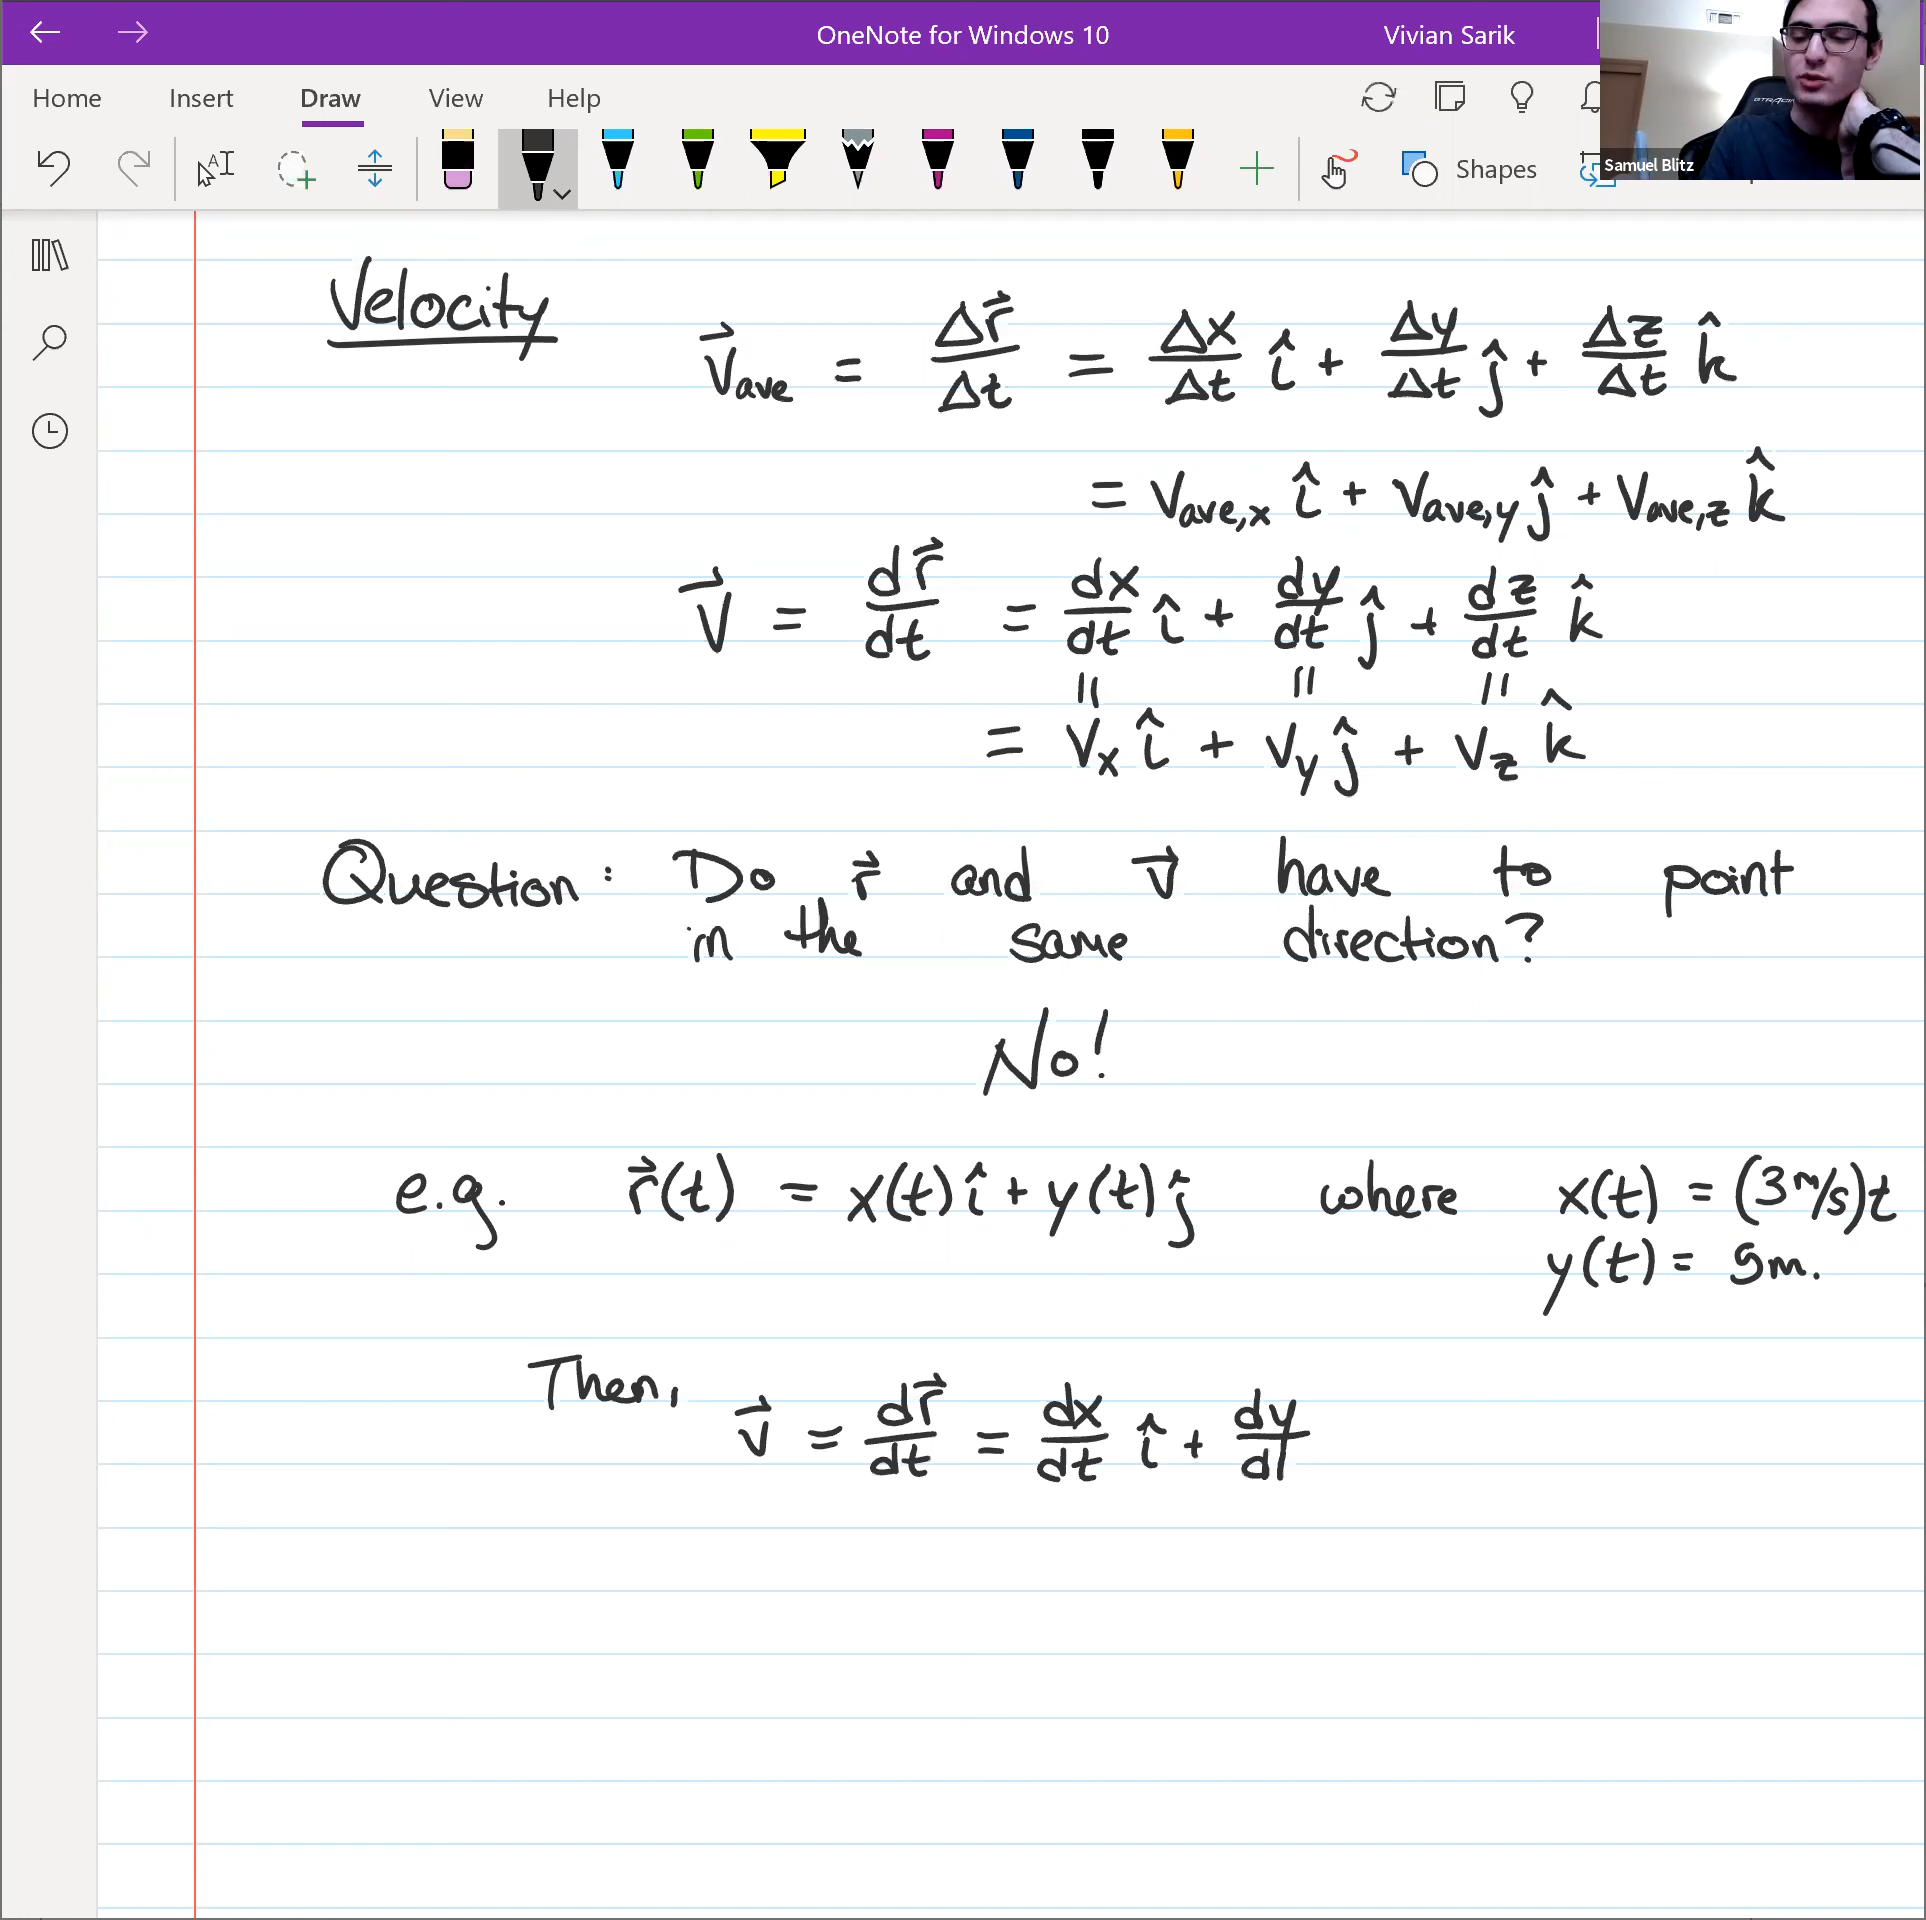 OneNote for Windows 10
Vivian Sarik
Home Insert Draw View Help
Shapes
Samuel Blitz
GTRACING
Velocity
v⃗ave = Δr⃗/Δt = Δx/Δt î + Δy/Δt ĵ + Δz/Δt k̂
= Vave,x î + Vave,y ĵ + Vave,z k̂
v⃗ = dr⃗/dt = dx/dt î + dy/dt ĵ + dz/dt k̂
= Vx î + Vy ĵ + Vz k̂
Question: Do r⃗ and v⃗ have to point
in the same direction?
No!
e.g. r⃗(t) = x(t) î + y(t) ĵ where x(t) = (3 m/s)t
y(t) = 5m.
Then, v⃗ = dr⃗/dt = dx/dt î + dy/dt